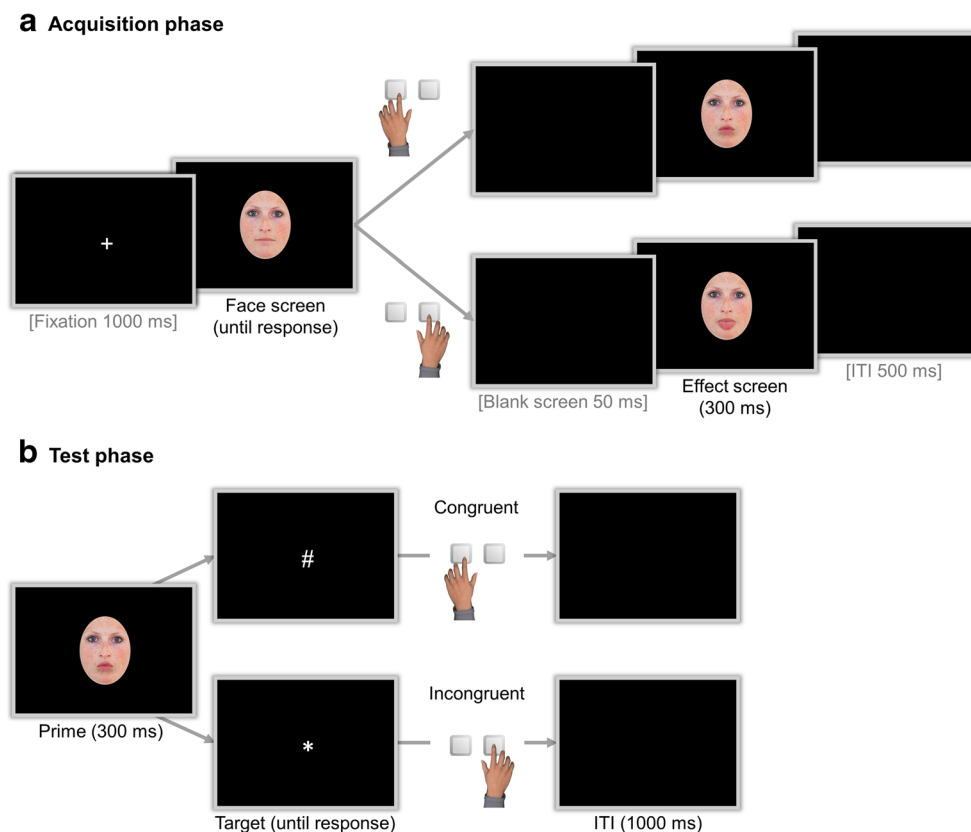 a Acquisition phase
+
[Fixation 1000 ms]
Face screen
(until response)
[Blank screen 50 ms]
Effect screen
(300 ms)
[ITI 500 ms]
b Test phase
Prime (300 ms)
#
Congruent
*
Incongruent
Target (until response)
ITI (1000 ms)